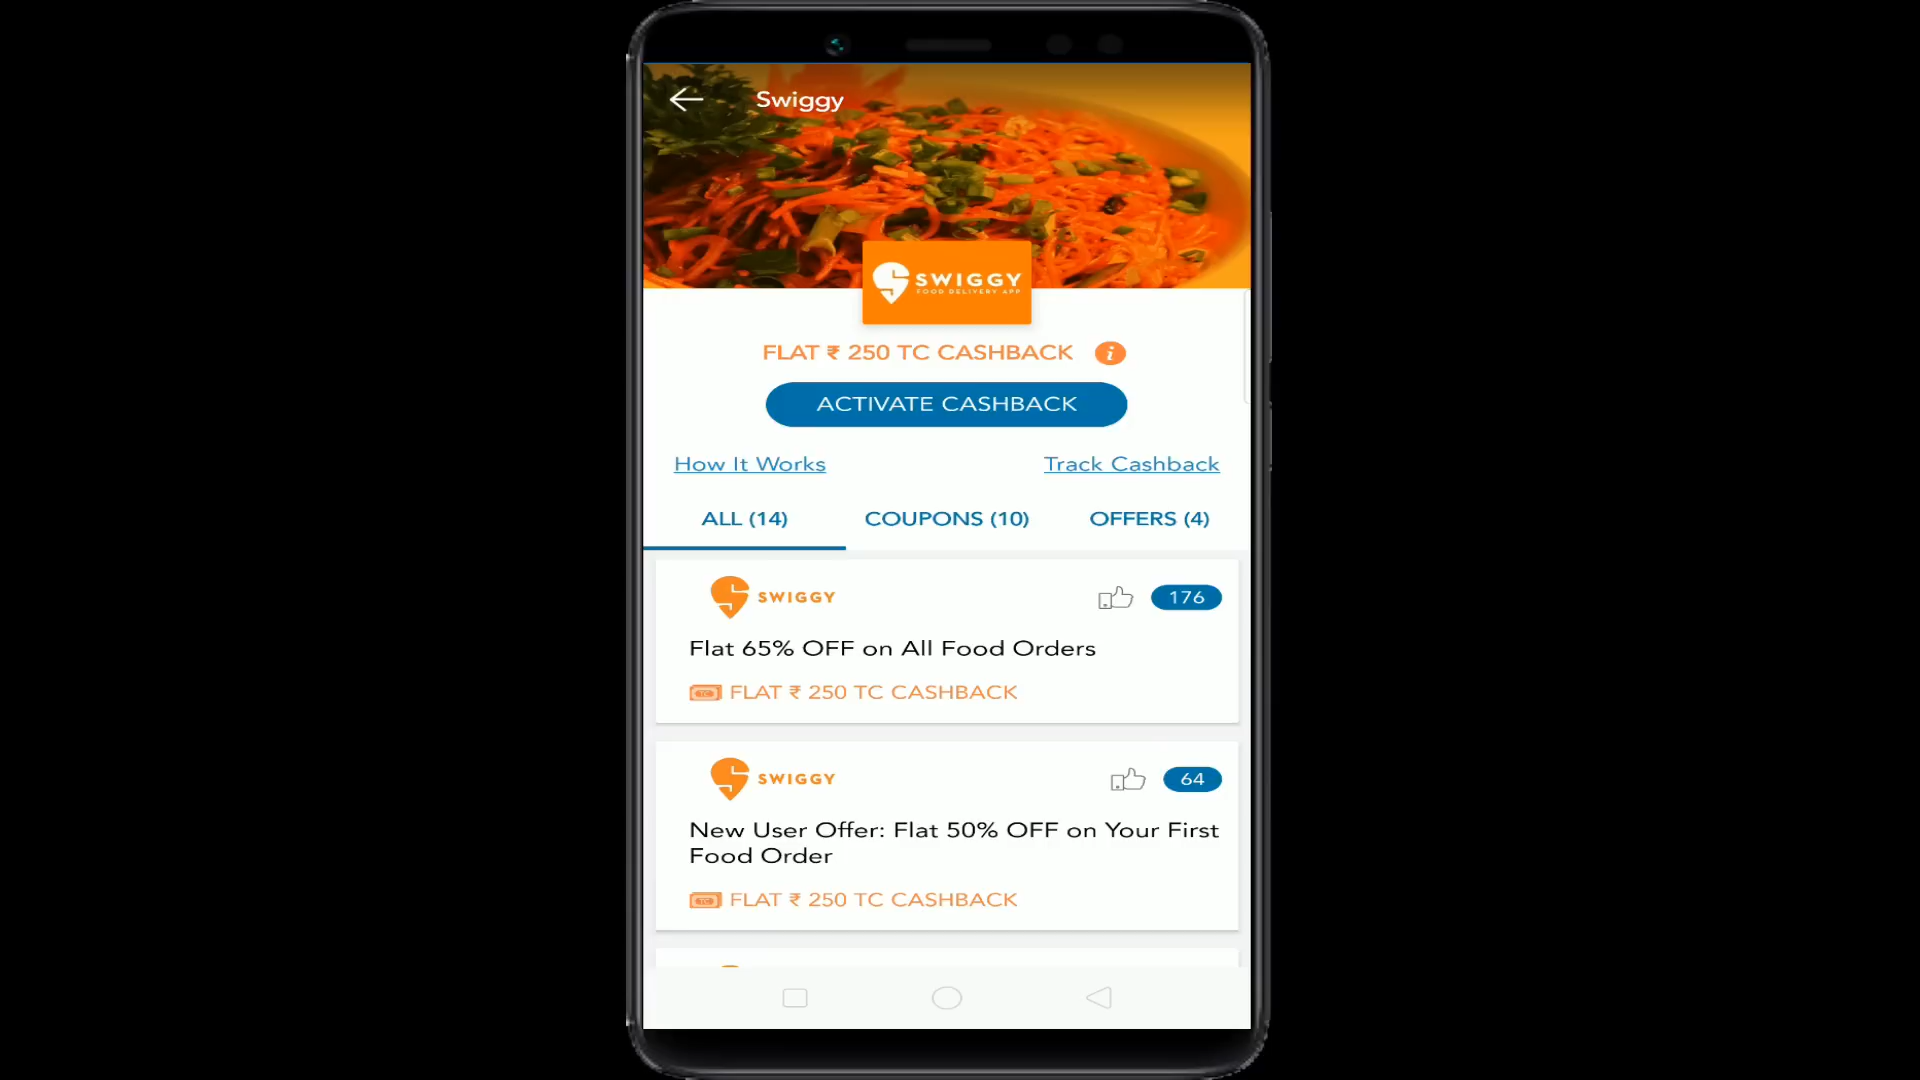 Swiggy
SWIGGY
FOOD DELIVERY APP
FLAT ₹ 250 TC CASHBACK i
ACTIVATE CASHBACK
How It Works Track Cashback
ALL (14) COUPONS (10) OFFERS (4)
SWIGGY 176
Flat 65% OFF on All Food Orders
TC FLAT ₹ 250 TC CASHBACK
SWIGGY 64
New User Offer: Flat 50% OFF on Your First
Food Order
TC FLAT ₹ 250 TC CASHBACK